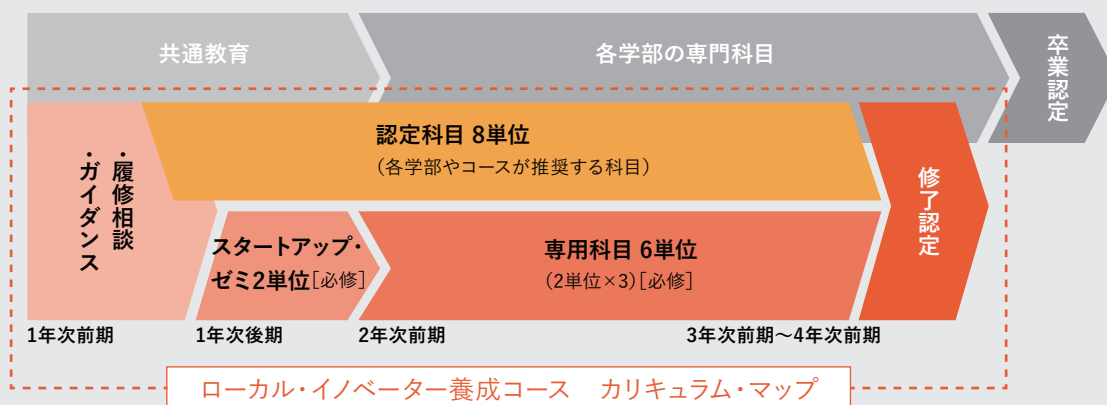 共通教育
各学部の専門科目
卒業認定
認定科目 8単位
(各学部やコースが推奨する科目)
・履修相談
・ガイダンス
修了認定
スタートアップ・
ゼミ2単位[必修]
専用科目 6単位
(2単位×3)[必修]
1年次前期
1年次後期
2年次前期
3年次前期～4年次前期
ローカル・イノベーター養成コース　カリキュラム・マップ